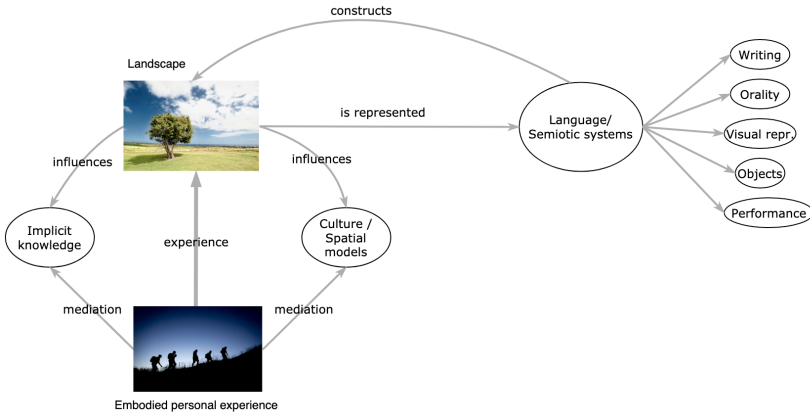 constructs
Landscape
Writing
Orality
is represented
Language/
Semiotic systems
Visual repr.
influences
influences
Objects
Implicit
knowledge
experience
Culture /
Spatial
models
Performance
mediation
mediation
Embodied personal experience